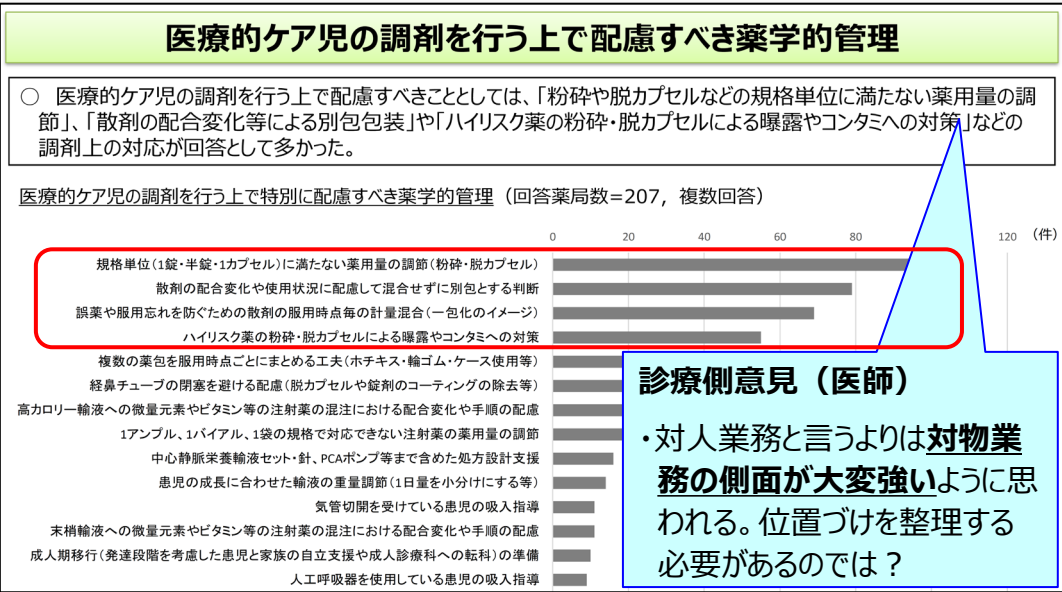 医療的ケア児の調剤を行う上で配慮すべき薬学的管理
○　医療的ケア児の調剤を行う上で配慮すべきこととしては、「粉砕や脱カプセルなどの規格単位に満たない薬用量の調
節」、「散剤の配合変化等による別包包装」や「ハイリスク薬の粉砕・脱カプセルによる曝露やコンタミへの対策」などの
調剤上の対応が回答として多かった。
医療的ケア児の調剤を行う上で特別に配慮すべき薬学的管理（回答薬局数=207，複数回答）
0 20 40 60 80 120 （件）
規格単位（1錠・半錠・1カプセル）に満たない薬用量の調節（粉砕・脱カプセル）
散剤の配合変化や使用状況に配慮して混合せずに別包とする判断
誤薬や服用忘れを防ぐための散剤の服用時点毎の計量混合（一包化のイメージ）
ハイリスク薬の粉砕・脱カプセルによる曝露やコンタミへの対策
複数の薬包を服用時点ごとにまとめる工夫（ホチキス・輪ゴム・ケース使用等）
経鼻チューブの閉塞を避ける配慮（脱カプセルや錠剤のコーティングの除去等）
高カロリー輸液への微量元素やビタミン等の注射薬の混注における配合変化や手順の配慮
1アンプル、1バイアル、1袋の規格で対応できない注射薬の薬用量の調節
中心静脈栄養輸液セット・針、PCAポンプ等まで含めた処方設計支援
患児の成長に合わせた輸液の重量調節（1日量を小分けにする等）
気管切開を受けている患児の吸入指導
末梢輸液への微量元素やビタミン等の注射薬の混注における配合変化や手順の配慮
成人期移行（発達段階を考慮した患児と家族の自立支援や成人診療科への転科）の準備
人工呼吸器を使用している患児の吸入指導
診療側意見（医師）
・対人業務と言うよりは対物業
務の側面が大変強いように思
われる。位置づけを整理する
必要があるのでは？